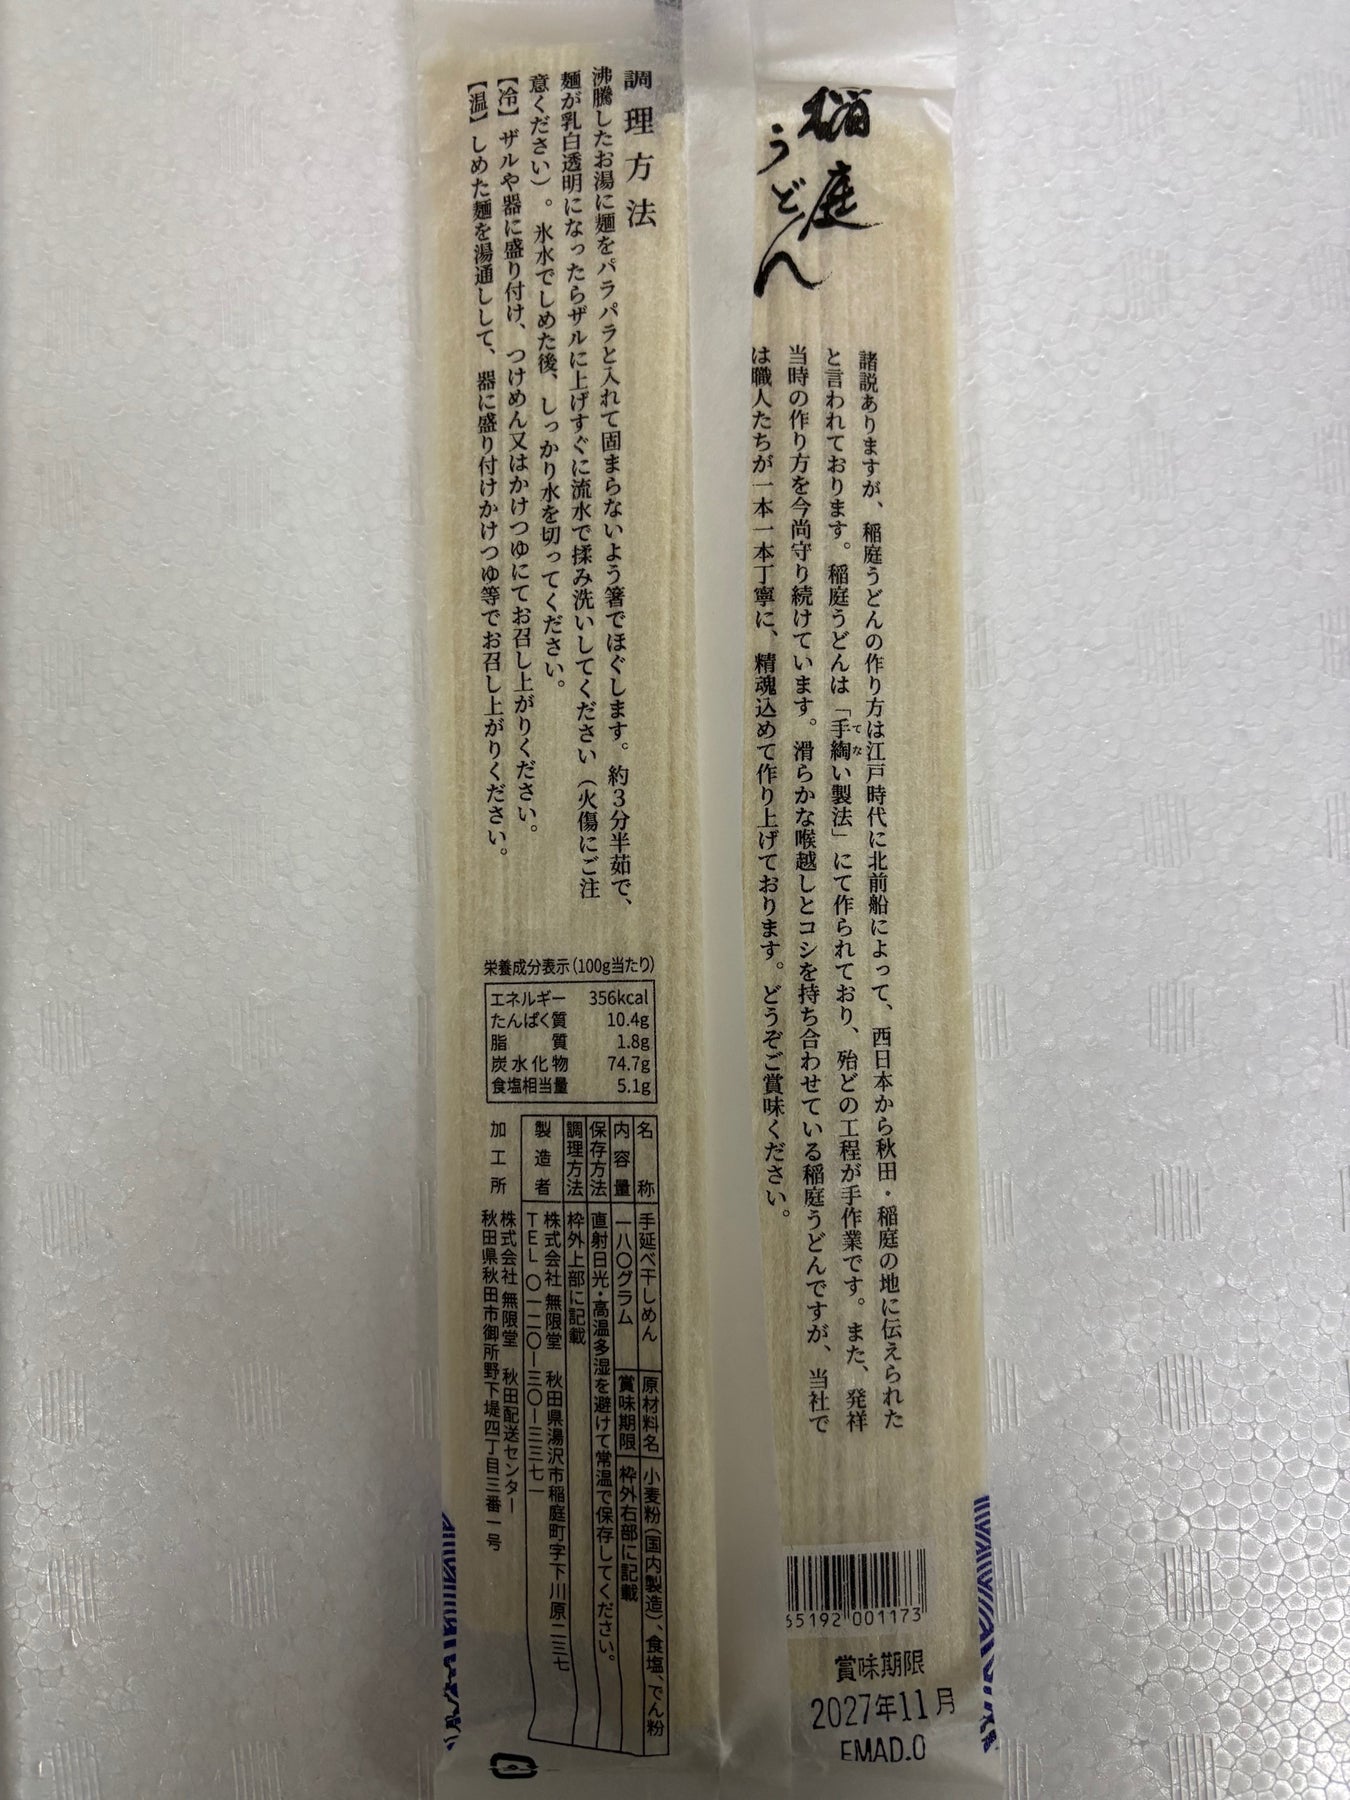 稲庭
うどん
諸説ありますが、稲庭うどんの作り方は江戸時代に北前船によって、西日本から秋田・稲庭の地に伝えられた
と言われております。稲庭うどんは「手綯い製法」にて作られており、殆どの工程が手作業です。また、発祥
てな
当時の作り方を今尚守り続けています。滑らかな喉越しとコシを持ち合わせている稲庭うどんですが、当社で
は職人たちが一本一本丁寧に、精魂込めて作り上げております。どうぞご賞味ください。
55192 001173
賞味期限
2027年11月
EMAD.O
調理方法
沸騰したお湯に麺をパラパラと入れて固まらないよう箸でほぐします。約3分半茹で、
麺が乳白透明になったらザルに上げすぐに流水で揉み洗いしてください（火傷にご注
意ください）。氷水でしめた後、しっかり水を切ってください。
【冷】ザルや器に盛り付け、つけめん又はかけつゆにてお召し上がりください。
【温】しめた麺を湯通しして、器に盛り付けかけつゆ等でお召し上がりください。
栄養成分表示(100g当たり)
エネルギー 356kcal
たんぱく質 10.4g
脂質 1.8g
炭水化物 74.7g
食塩相当量 5.1g
名称 手延べ干しめん 原材料名 小麦粉(国内製造)、食塩、でん粉
内容量 一八〇グラム 賞味期限 枠外右部に記載
保存方法 直射日光・高温多湿を避けて常温で保存してください。
調理方法 枠外上部に記載
製造者 株式会社 無限堂 秋田県湯沢市稲庭町字下川原二三七
TEL 〇一二〇ー三〇ー三三七一
加工所 株式会社 無限堂 秋田配送センター
秋田県秋田市御所野下堤四丁目三番一号